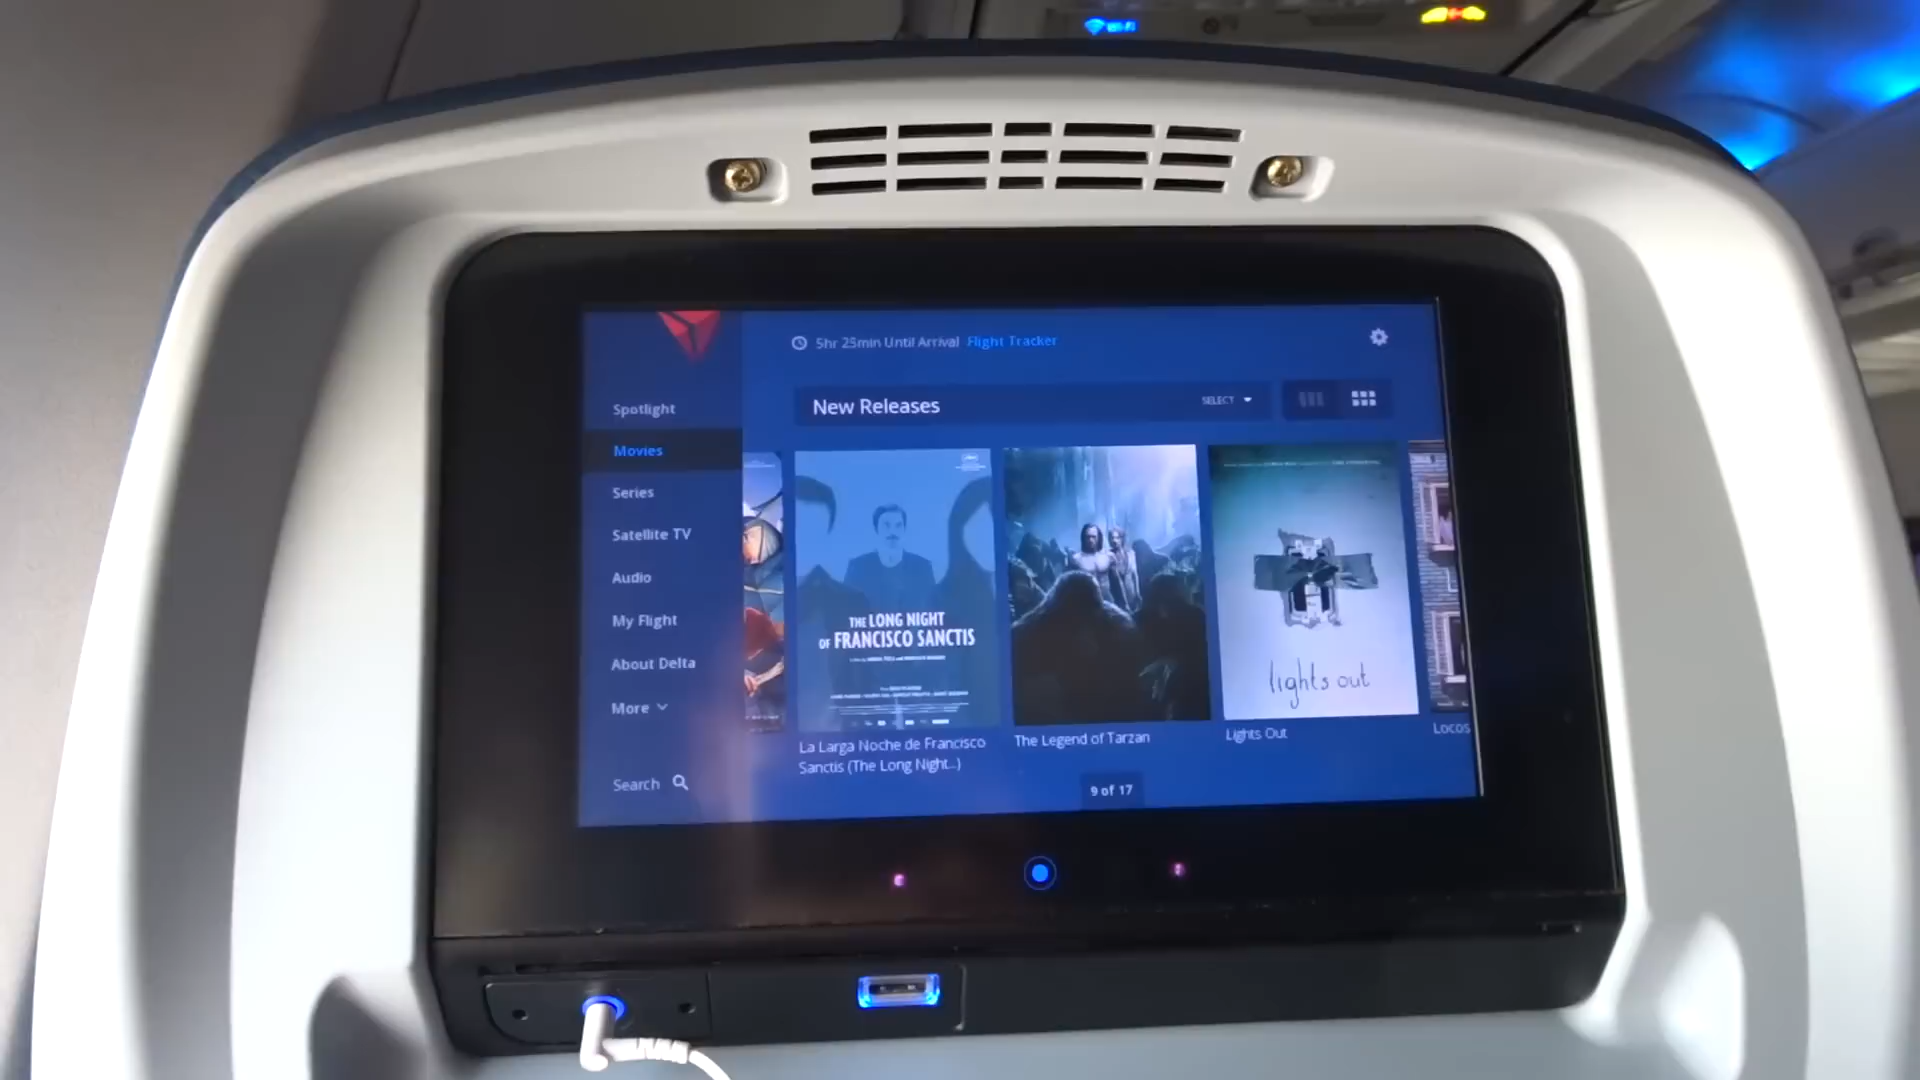 Wi-Fi
5hr 25min Until Arrival Flight Tracker
New Releases
SELECT
Spotlight
Movies
Series
Satellite TV
Audio
My Flight
About Delta
More
Search
THE LONG NIGHT
OF FRANCISCO SANCTIS
lights out
La Larga Noche de Francisco
Sanctis (The Long Night...)
The Legend of Tarzan
Lights Out
Locos
9 of 17